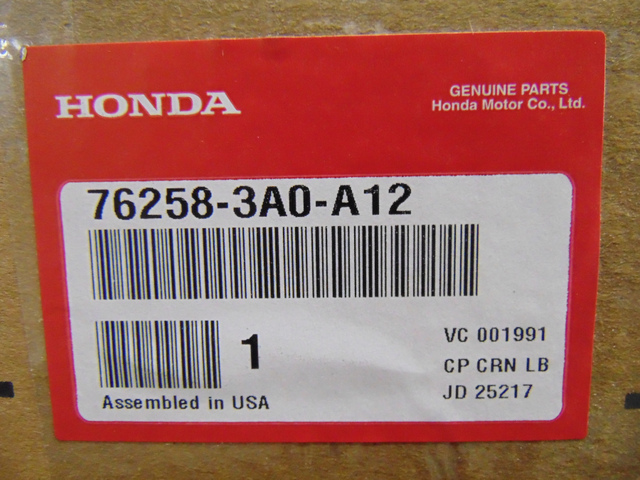 HONDA
GENUINE PARTS
Honda Motor Co., Ltd.
76258-3A0-A12
1
VC 001991
CP CRN LB
JD 25217
Assembled in USA